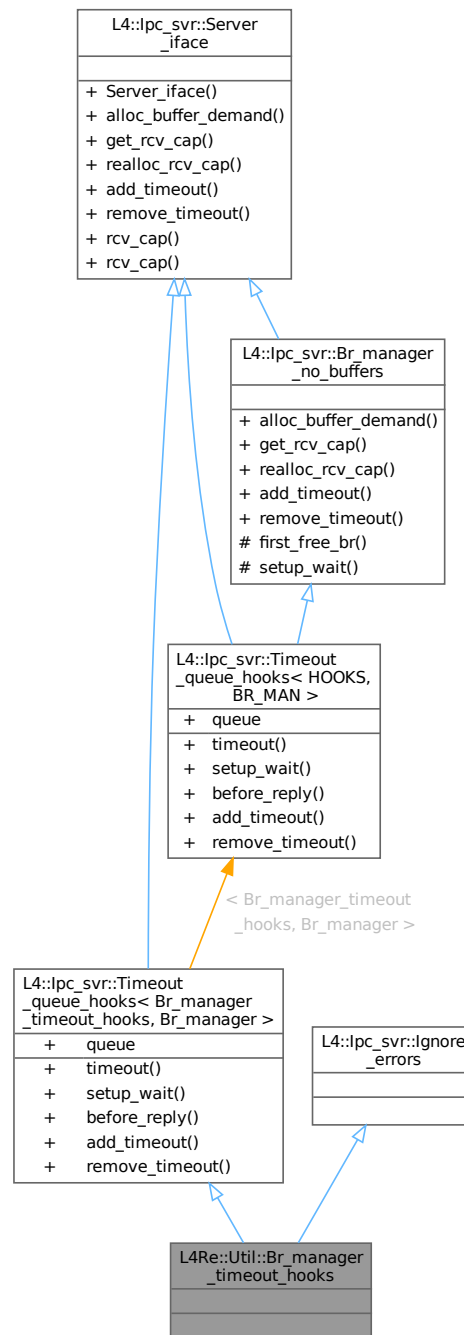 L4::Ipc_svr::Server
_iface
+ Server_iface()
+ alloc_buffer_demand()
+ get_rcv_cap()
+ realloc_rcv_cap()
+ add_timeout()
+ remove_timeout()
+ rcv_cap()
+ rcv_cap()
L4::Ipc_svr::Br_manager
_no_buffers
+ alloc_buffer_demand()
+ get_rcv_cap()
+ realloc_rcv_cap()
+ add_timeout()
+ remove_timeout()
# first_free_br()
# setup_wait()
L4::Ipc_svr::Timeout
_queue_hooks< HOOKS,
BR_MAN >
+ queue
+ timeout()
+ setup_wait()
+ before_reply()
+ add_timeout()
+ remove_timeout()
< Br_manager_timeout
_hooks, Br_manager >
L4::Ipc_svr::Timeout
_queue_hooks< Br_manager
_timeout_hooks, Br_manager >
+ queue
+ timeout()
+ setup_wait()
+ before_reply()
+ add_timeout()
+ remove_timeout()
L4::Ipc_svr::Ignore
_errors
L4Re::Util::Br_manager
_timeout_hooks